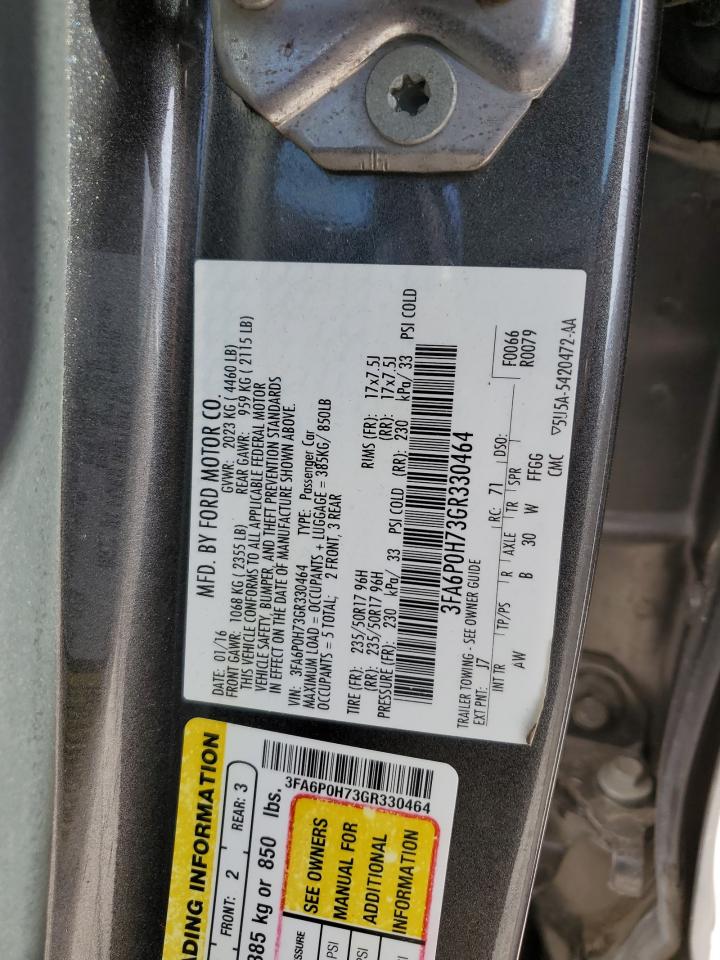 MFD. BY FORD MOTOR CO.
DATE: 01/16 GVWR: 2023 KG ( 4460 LB)
FRONT GAWR: 1068 KG ( 2355 LB) REAR GAWR: 959 KG ( 2115 LB)
THIS VEHICLE CONFORMS TO ALL APPLICABLE FEDERAL MOTOR
VEHICLE SAFETY, BUMPER, AND THEFT PREVENTION STANDARDS
IN EFFECT ON THE DATE OF MANUFACTURE SHOWN ABOVE.
VIN: 3FA6P0H73GR330464 TYPE: Passenger Car
MAXIMUM LOAD = OCCUPANTS + LUGGAGE = 385KG/ 850LB
OCCUPANTS = 5 TOTAL; 2 FRONT, 3 REAR
TIRE (FR): 235/50R17 96H RIMS (FR): 17x7.5J
(RR): 235/50R17 96H (RR): 17x7.5J
PRESSURE (FR): 230 kPa/ 33 PSI COLD (RR): 230 kPa/ 33 PSI COLD
3FA6P0H73GR330464
TRAILER TOWING - SEE OWNER GUIDE F0066
EXT PNT: J7 RC: 71 DSO: R0079
INT TR TP/PS R AXLE TR SPR
AW B 30 W FFGG
CMC ▽5U5A-5420472-AA
ADING INFORMATION
FRONT: 2 REAR: 3
385 kg or 850 lbs.
3FA6P0H73GR330464
SEE OWNERS
MANUAL FOR
ADDITIONAL
INFORMATION
ESSURE
PSI
PSI
PSI